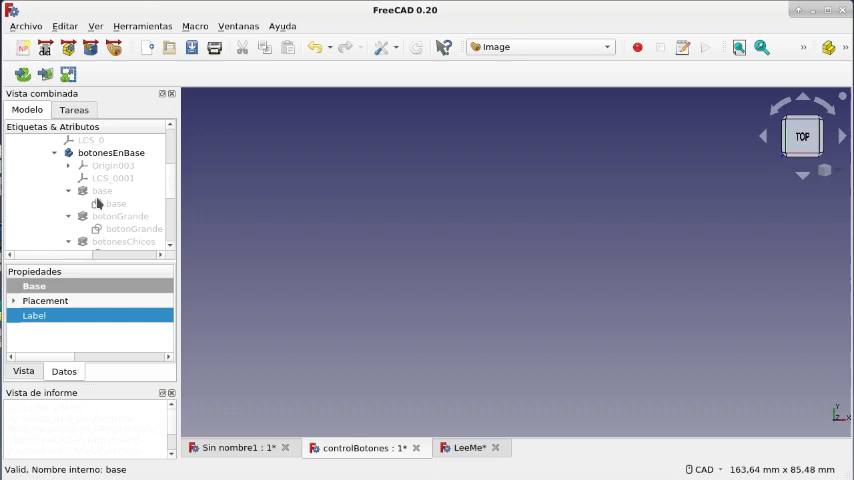 FreeCAD 0.20
Archivo Editar Ver Herramientas Macro Ventanas Ayuda
Image
Vista combinada
Modelo Tareas
Etiquetas & Atributos
LCS_0
botonesEnBase
Origin003
LCS_0001
base
base
botonGrande
botonGrande
botonesChicos
TOP
Propiedades
Base
Placement
Label
Vista Datos
Vista de informe
Sin nombre1 : 1* controlBotones : 1* LeeMe*
Valid, Nombre interno: base CAD 163,64 mm x 85,48 mm
Y
Z X